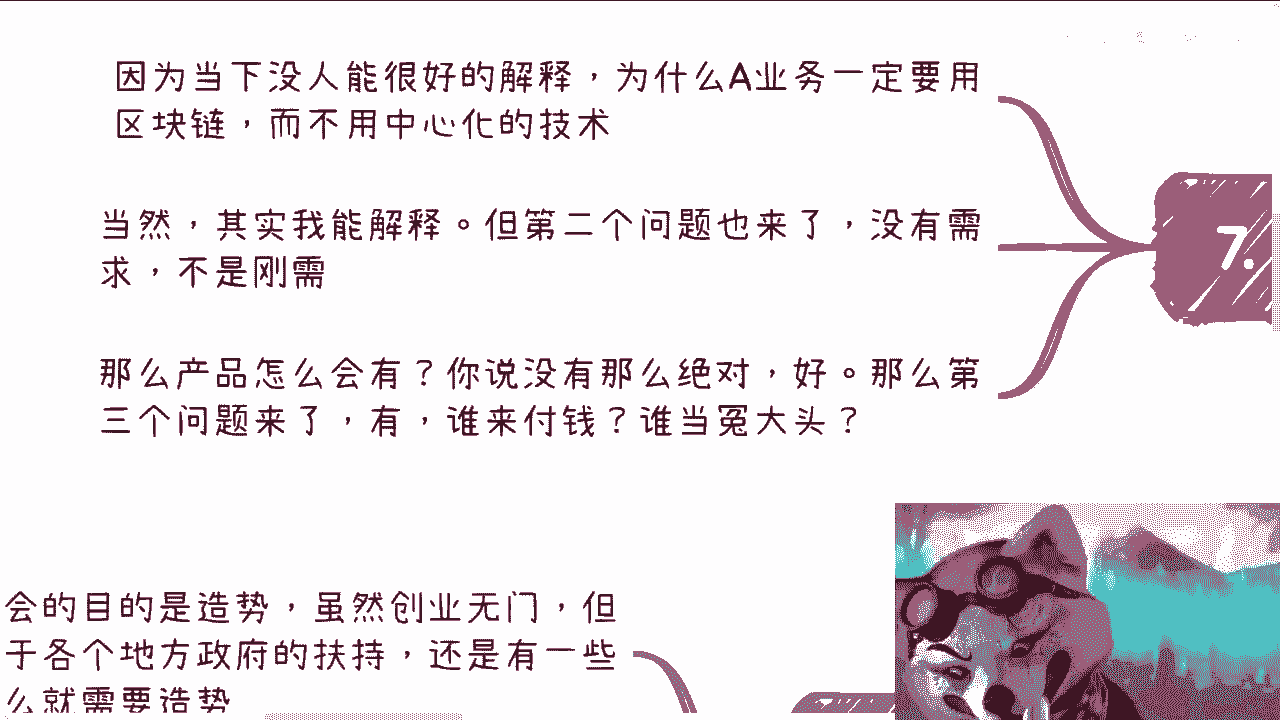 因为当下没人能很好的解释，为什么A业务一定要用
区块链，而不用中心化的技术
当然，其实我能解释。但第二个问题也来了，没有需
求，不是刚需
7.
那么产品怎么会有？你说没有那么绝对，好。那么第
三个问题来了，有，谁来付钱？谁当冤大头？
会的目的是造势，虽然创业无门，但
于各个地方政府的扶持，还是有一些
么就需要造势